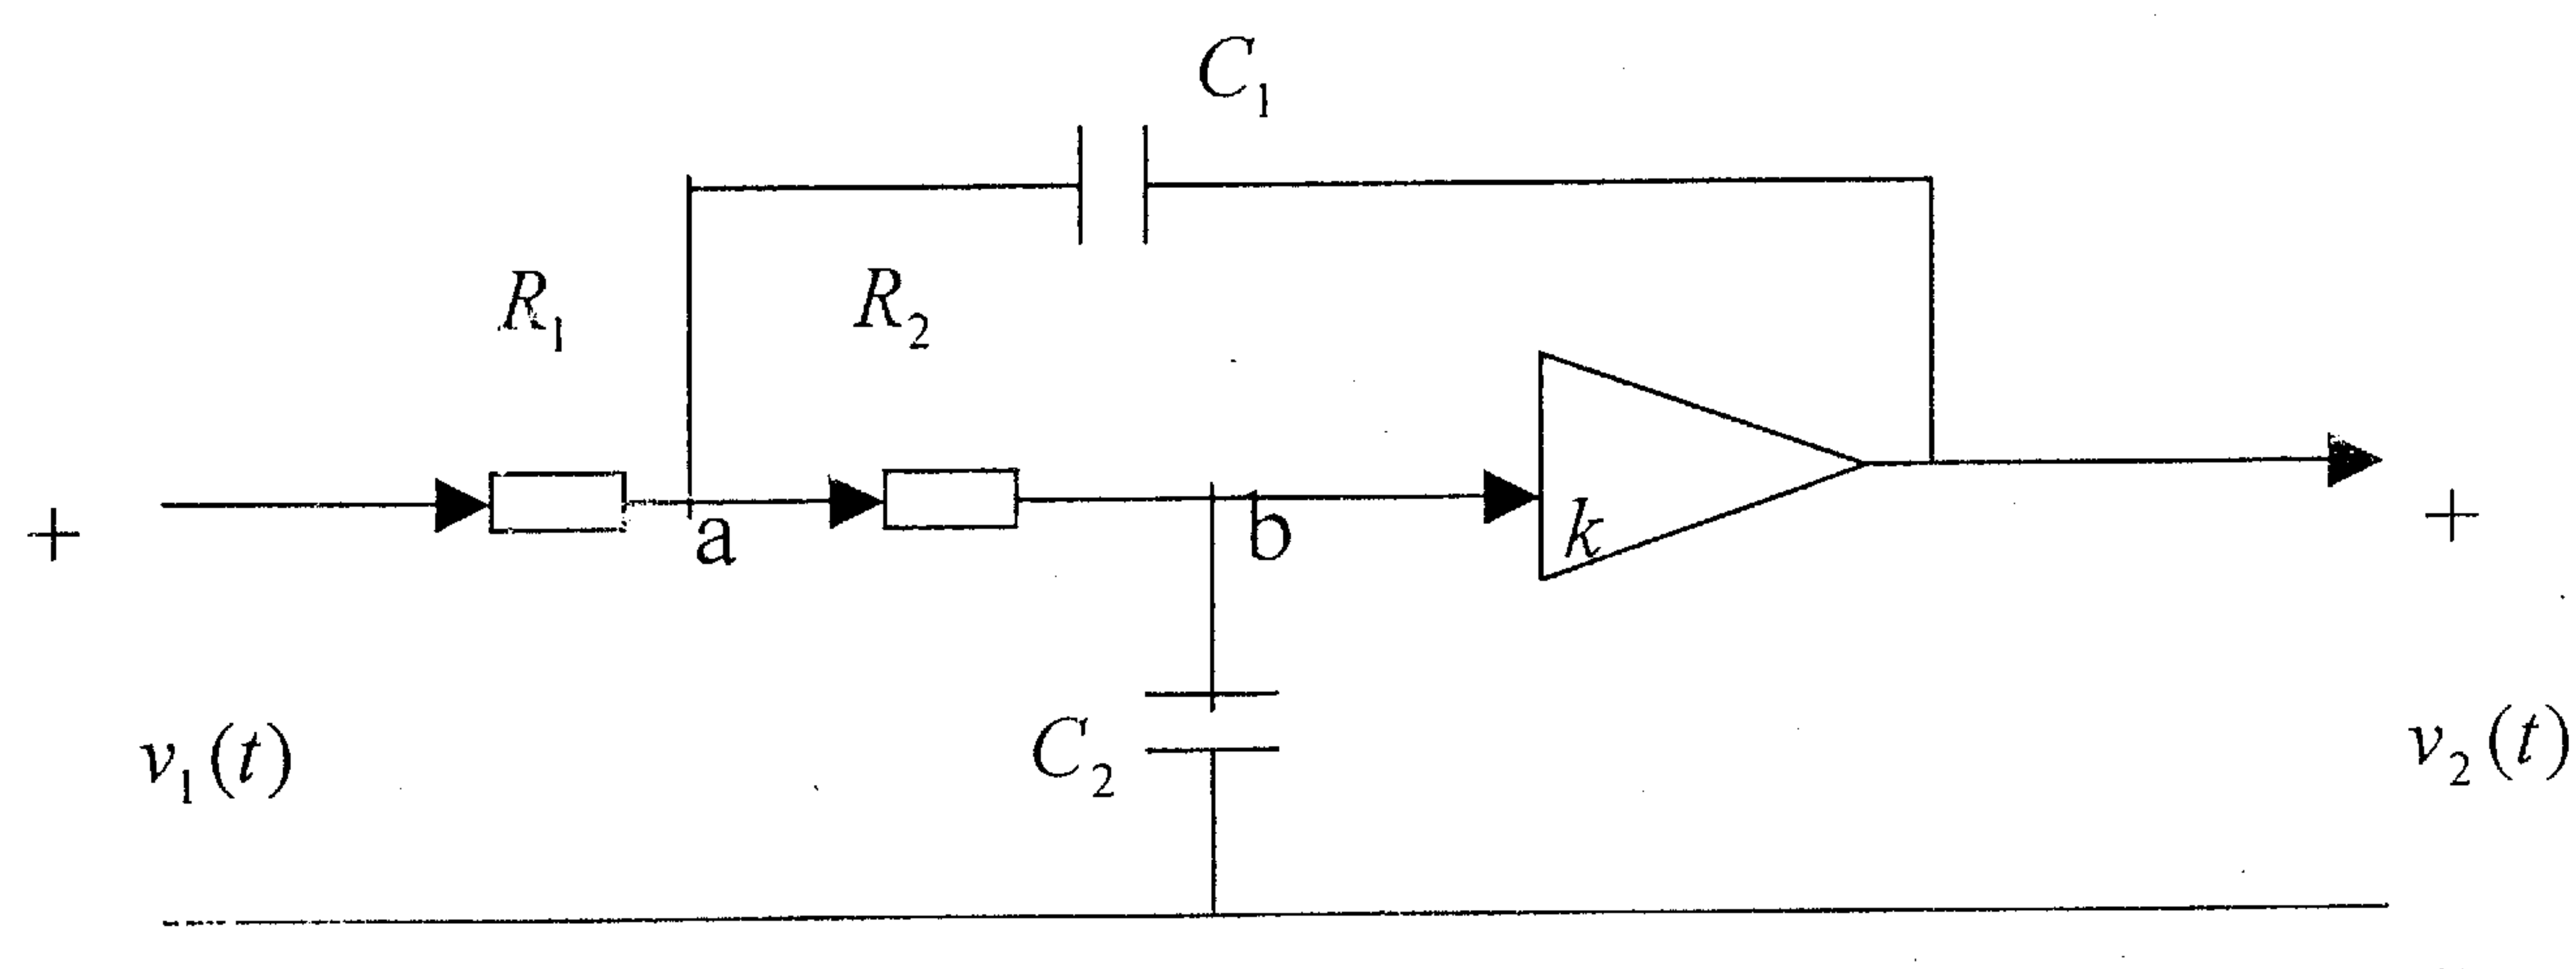 C₁
R₁ R₂
a b k
+ +
v₁(t) C₂ v₂(t)